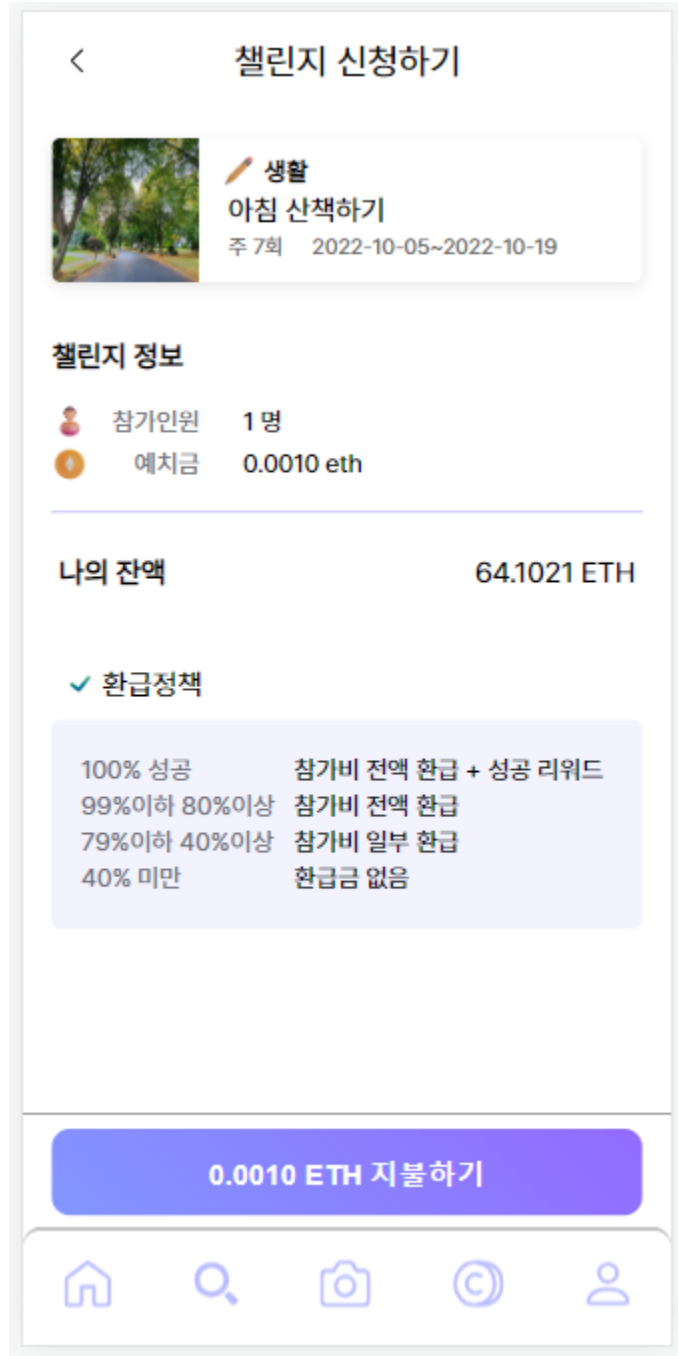 챌린지 신청하기
생활
아침 산책하기
주 7회 2022-10-05~2022-10-19
챌린지 정보
참가인원 1 명
예치금 0.0010 eth
나의 잔액 64.1021 ETH
환급정책
100% 성공 참가비 전액 환급 + 성공 리워드
99%이하 80%이상 참가비 전액 환급
79%이하 40%이상 참가비 일부 환급
40% 미만 환급금 없음
0.0010 ETH 지불하기